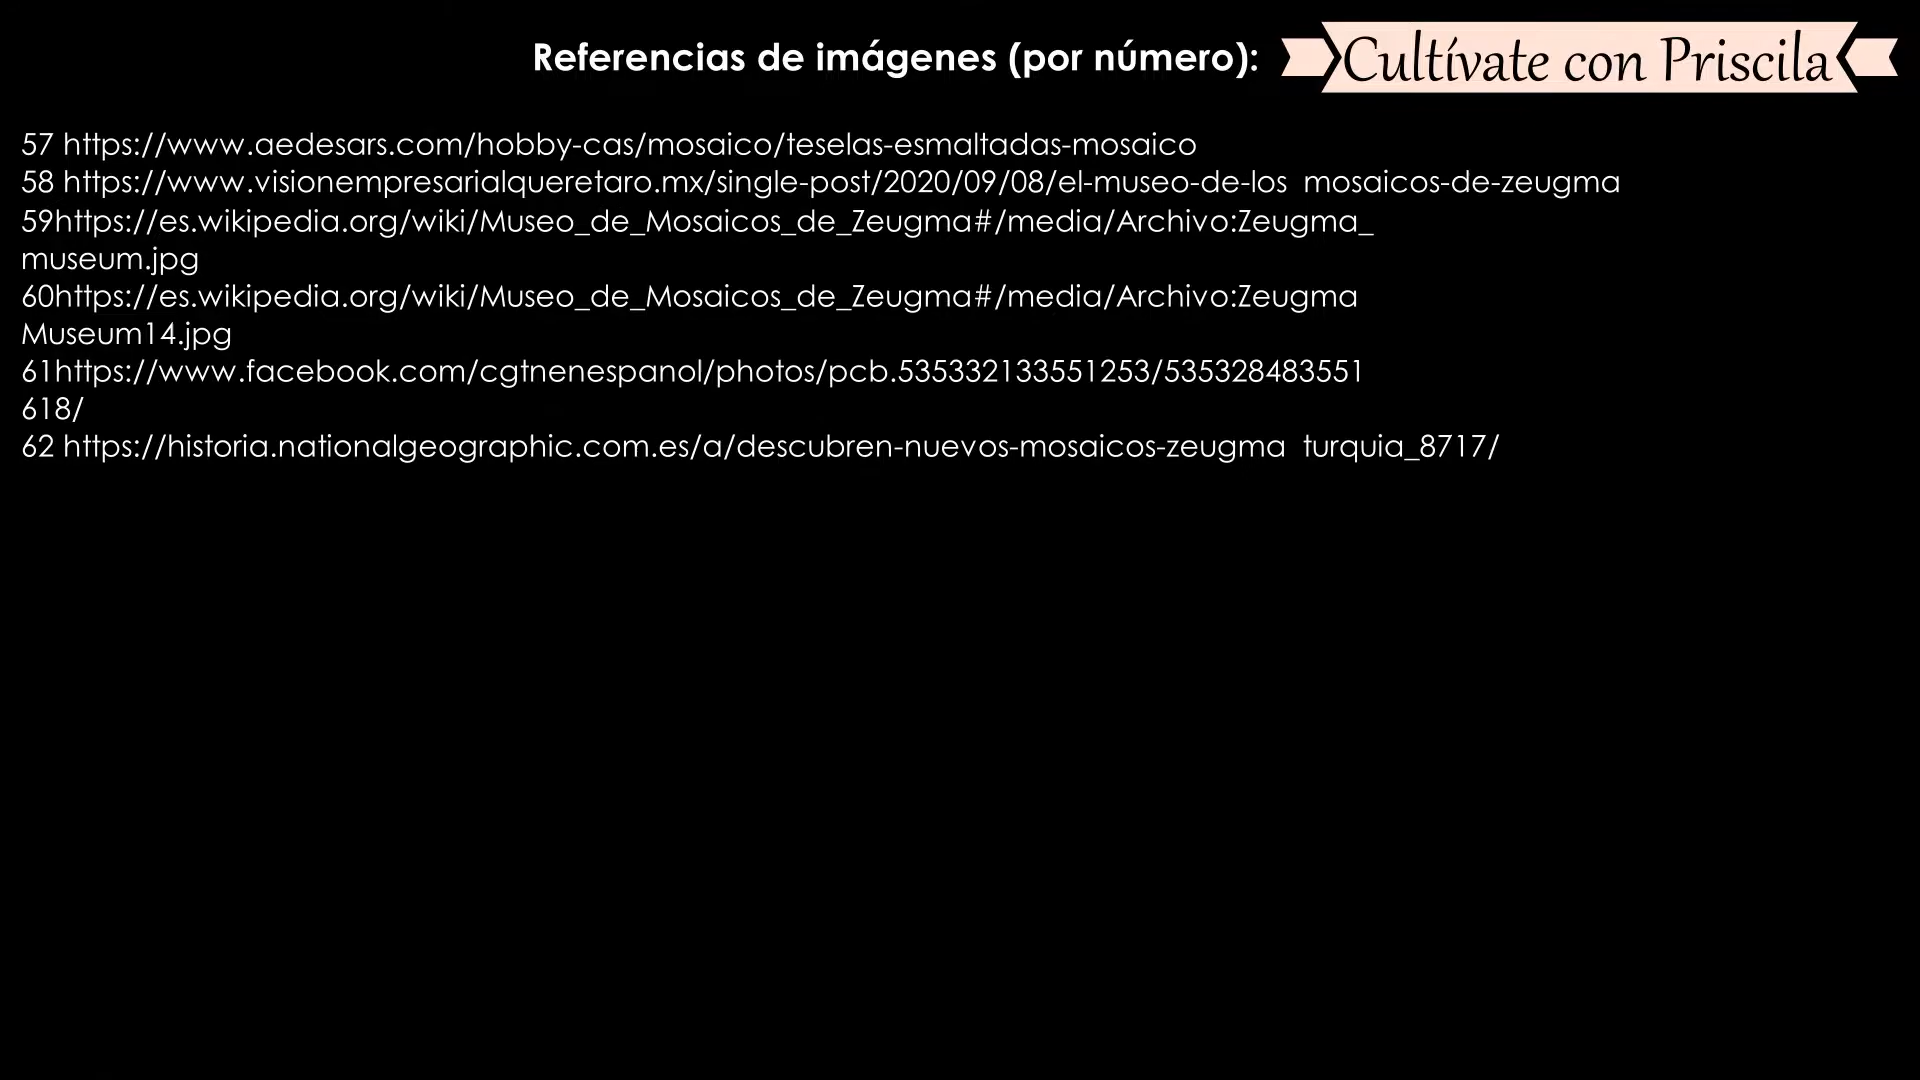 Referencias de imágenes (por número):
Cultívate con Priscila
57 https://www.aedesars.com/hobby-cas/mosaico/teselas-esmaltadas-mosaico
58 https://www.visionempresarialqueretaro.mx/single-post/2020/09/08/el-museo-de-los  mosaicos-de-zeugma
59https://es.wikipedia.org/wiki/Museo_de_Mosaicos_de_Zeugma#/media/Archivo:Zeugma_
museum.jpg
60https://es.wikipedia.org/wiki/Museo_de_Mosaicos_de_Zeugma#/media/Archivo:Zeugma
Museum14.jpg
61https://www.facebook.com/cgtnenespanol/photos/pcb.535332133551253/535328483551
618/
62 https://historia.nationalgeographic.com.es/a/descubren-nuevos-mosaicos-zeugma  turquia_8717/